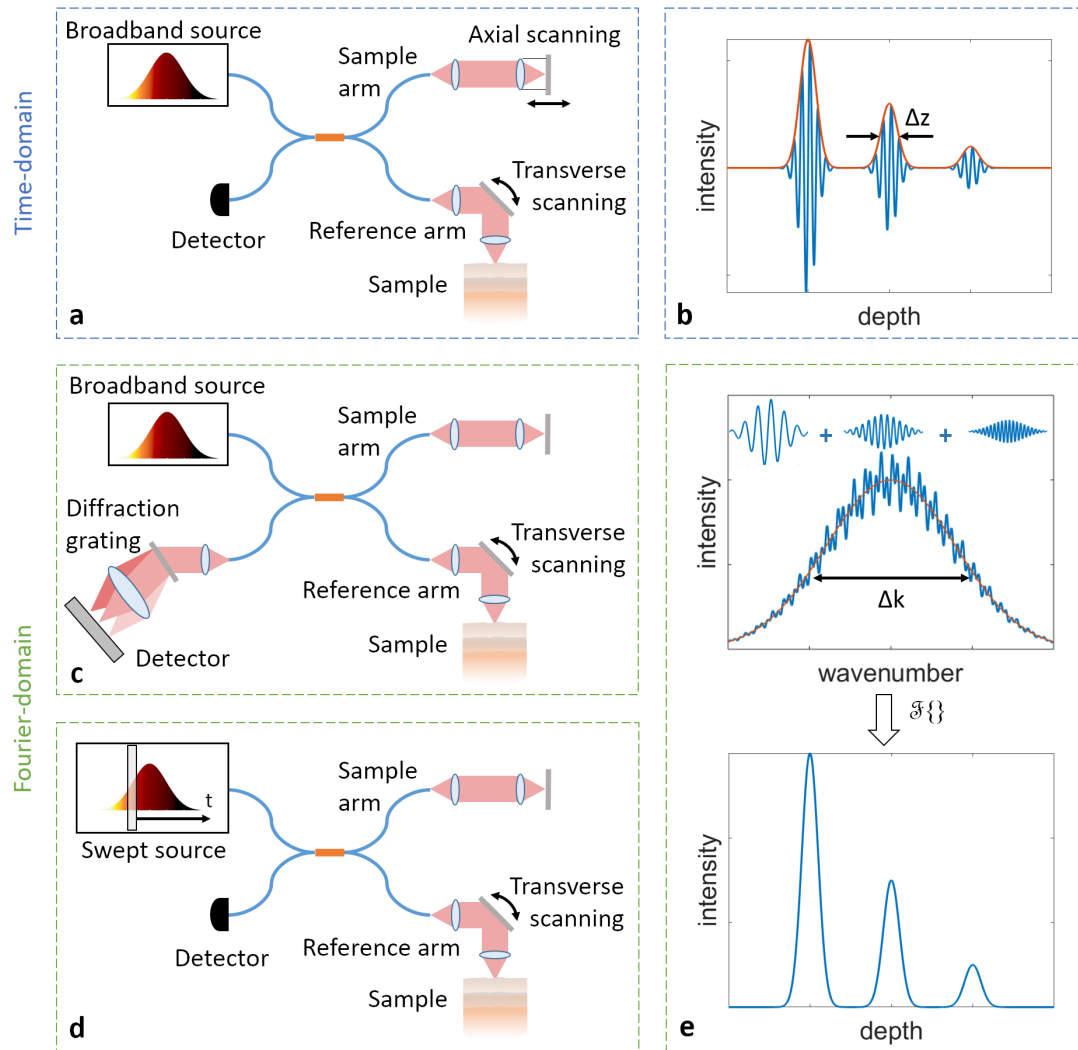 Time-domain
Broadband source
Sample
arm
Axial scanning
Transverse
scanning
Detector
Reference arm
Sample
a
intensity
Δz
depth
b
Fourier-domain
Broadband source
Sample
arm
Diffraction
grating
Transverse
scanning
Reference arm
Detector
Sample
c
t
Swept source
Sample
arm
Transverse
scanning
Detector
Reference arm
Sample
d
+ +
intensity
Δk
wavenumber
ℱ{}
intensity
depth
e